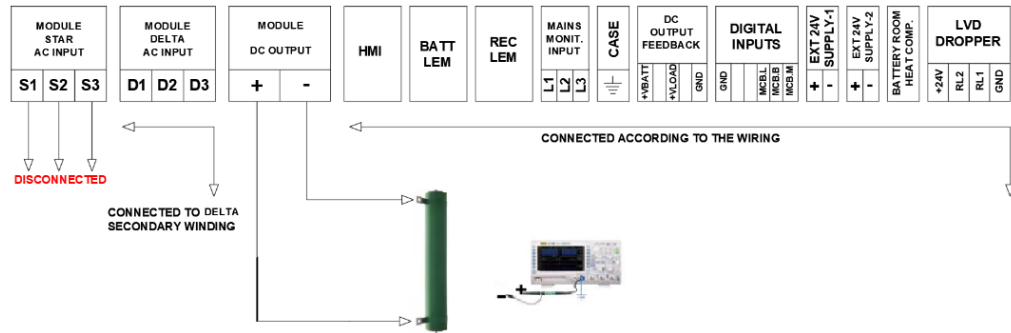 MODULE
STAR
AC INPUT
S1 S2 S3
MODULE
DELTA
AC INPUT
D1 D2 D3
MODULE
DC OUTPUT
+ -
HMI
BATT
LEM
REC
LEM
MAINS
MONIT.
INPUT
L1
L2
L3
CASE
DC
OUTPUT
FEEDBACK
+VBATT
+VLOAD
GND
DIGITAL
INPUTS
GND
MCB.L
MCB.B
MCB.M
EXT 24V
SUPPLY-1
+ -
EXT 24V
SUPPLY-2
+ -
BATTERY ROOM
HEAT COMP.
LVD
DROPPER
+24V
RL2
RL1
GND
DISCONNECTED
CONNECTED TO DELTA
SECONDARY WINDING
CONNECTED ACCORDING TO THE WIRING
+
-